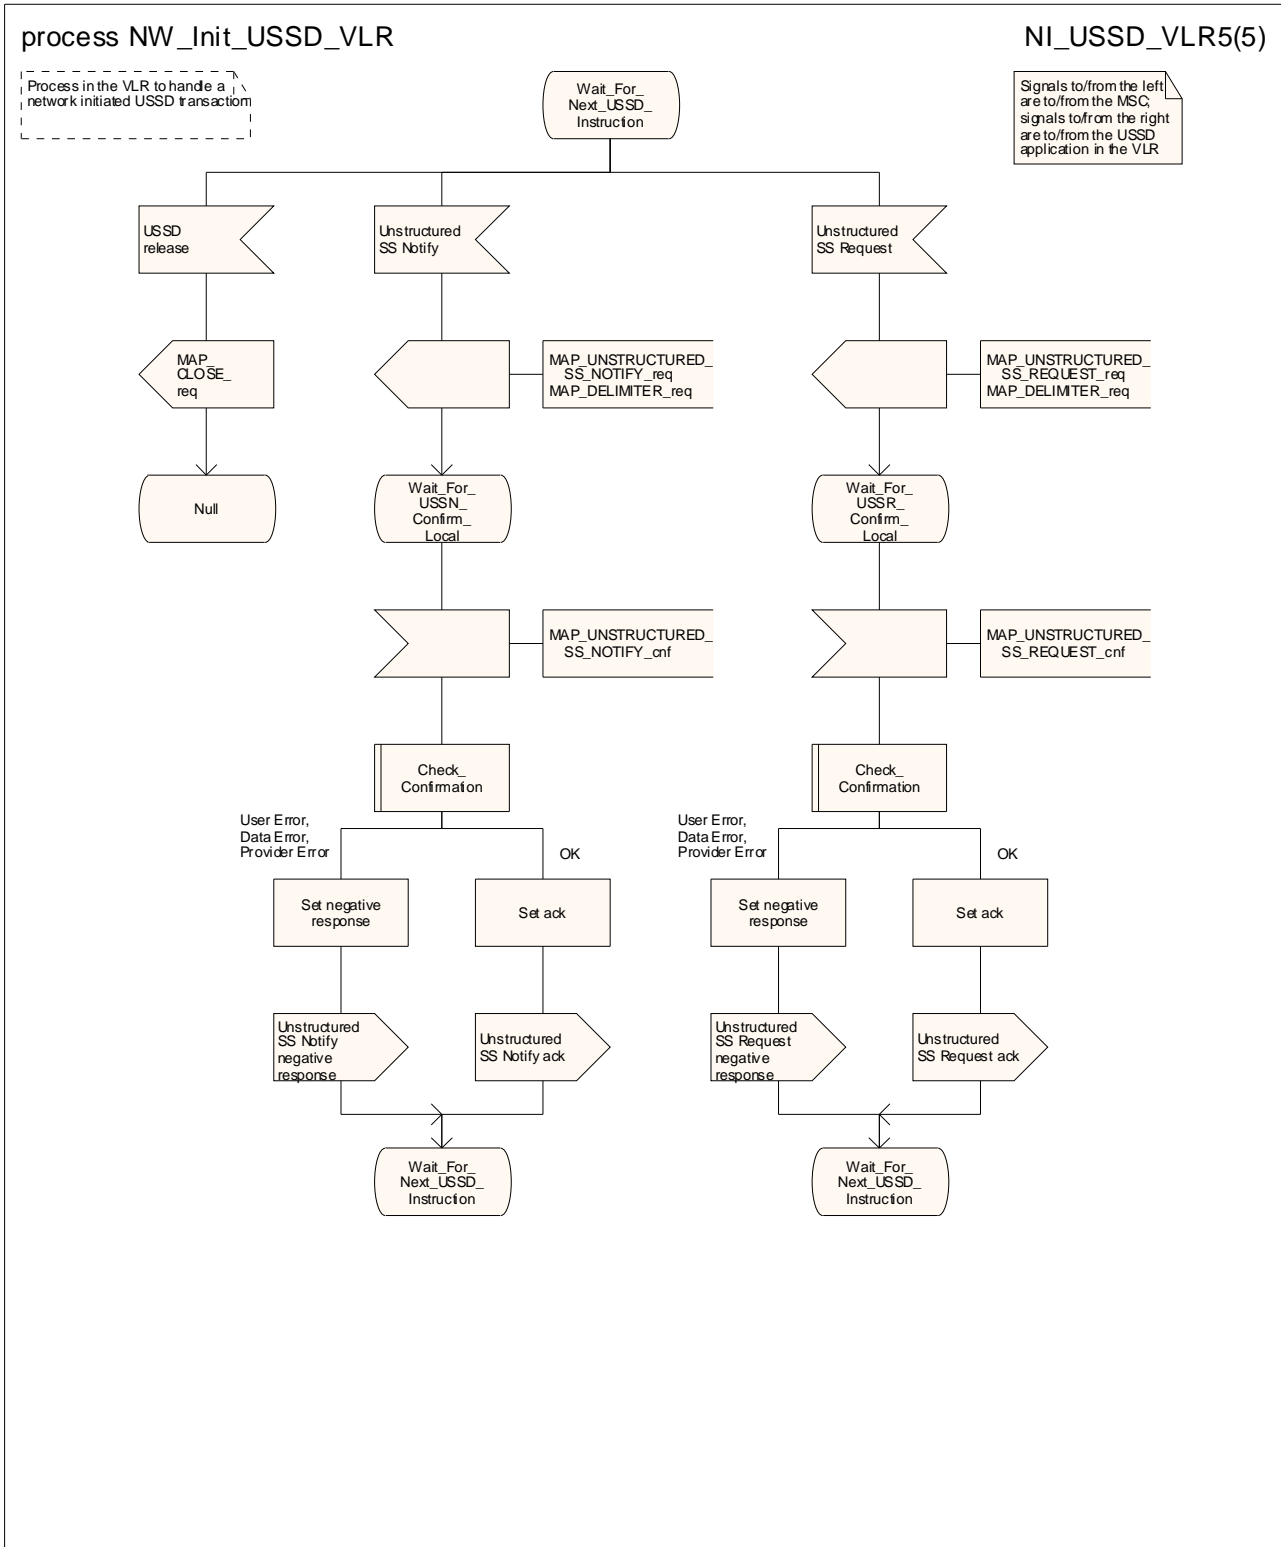 process NW_Init_USSD_VLR
NI_USSD_VLR5(5)
Process in the VLR to handle a
network initiated USSD transaction
Wait_For_
Next_USSD_
Instruction
Signals to/from the left
are to/from the MSC;
signals to/from the right
are to/from the USSD
application in the VLR
USSD
release
Unstructured
SS Notify
Unstructured
SS Request
MAP_
CLOSE_
req
MAP_UNSTRUCTURED_
SS_NOTIFY_req
MAP_DELIMITER_req
MAP_UNSTRUCTURED_
SS_REQUEST_req
MAP_DELIMITER_req
Null
Wait_For_
USSN_
Confirm_
Local
Wait_For_
USSR_
Confirm_
Local
MAP_UNSTRUCTURED_
SS_NOTIFY_cnf
MAP_UNSTRUCTURED_
SS_REQUEST_cnf
Check_
Confirmation
Check_
Confirmation
User Error,
Data Error,
Provider Error
OK
User Error,
Data Error,
Provider Error
OK
Set negative
response
Set ack
Set negative
response
Set ack
Unstructured
SS Notify
negative
response
Unstructured
SS Notify ack
Unstructured
SS Request
negative
response
Unstructured
SS Request ack
Wait_For_
Next_USSD_
Instruction
Wait_For_
Next_USSD_
Instruction